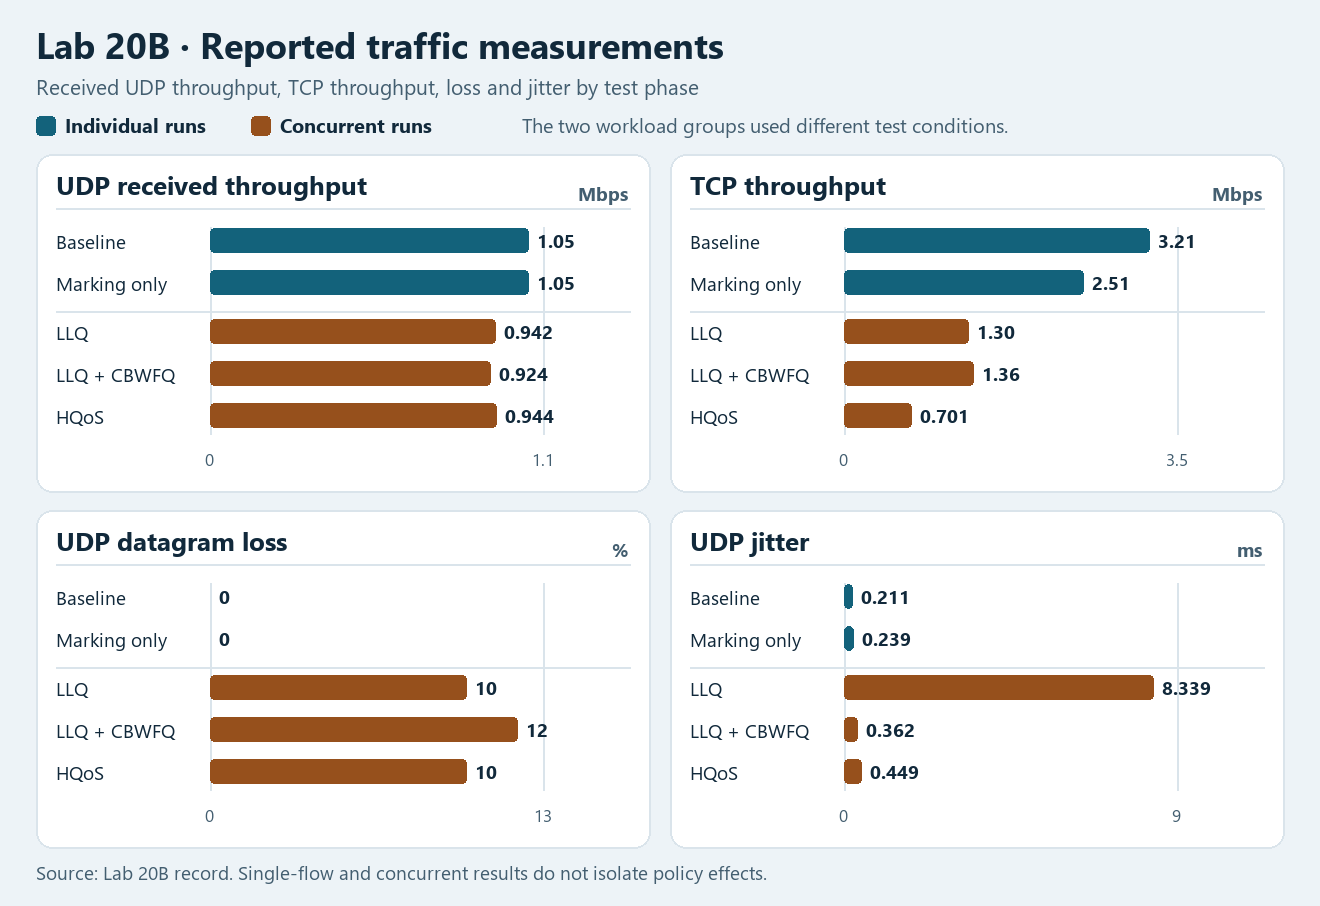 Lab 20B · Reported traffic measurements
Received UDP throughput, TCP throughput, loss and jitter by test phase
Individual runs
Concurrent runs
The two workload groups used different test conditions.
UDP received throughput
Mbps
Baseline 1.05
Marking only 1.05
LLQ 0.942
LLQ + CBWFQ 0.924
HQoS 0.944
0 1.1
TCP throughput
Mbps
Baseline 3.21
Marking only 2.51
LLQ 1.30
LLQ + CBWFQ 1.36
HQoS 0.701
0 3.5
UDP datagram loss
%
Baseline 0
Marking only 0
LLQ 10
LLQ + CBWFQ 12
HQoS 10
0 13
UDP jitter
ms
Baseline 0.211
Marking only 0.239
LLQ 8.339
LLQ + CBWFQ 0.362
HQoS 0.449
0 9
Source: Lab 20B record. Single-flow and concurrent results do not isolate policy effects.